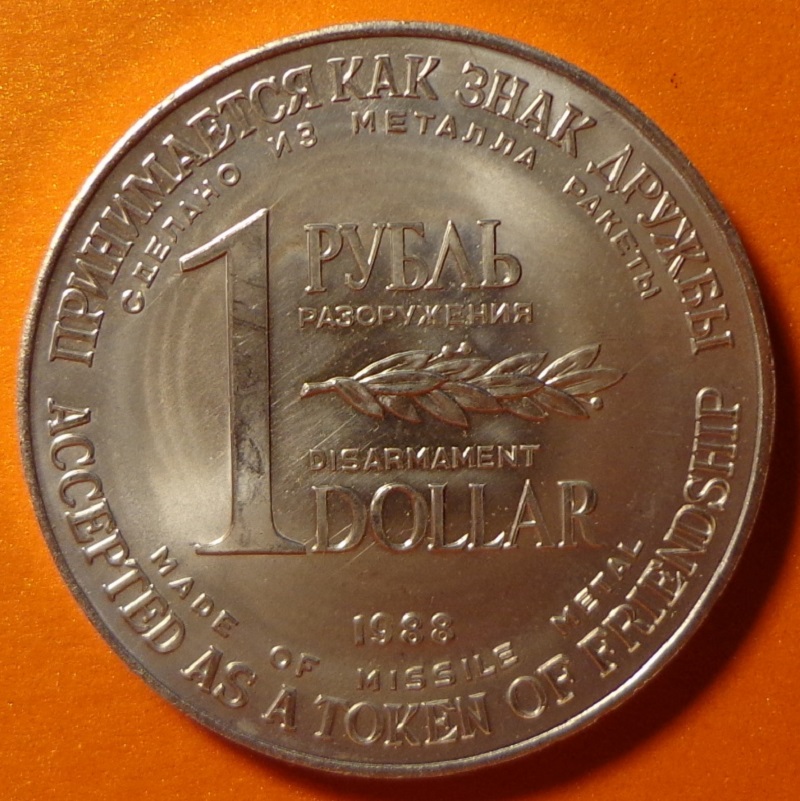 ПРИНИМАЕТСЯ КАК ЗНАК ДРУЖБЫ
СДЕЛАНО ИЗ МЕТАЛЛА РАКЕТЫ
1 РУБЛЬ
РАЗОРУЖЕНИЯ
DISARMAMENT
DOLLAR
1988
MADE OF MISSILE METAL
ACCEPTED AS A TOKEN OF FRIENDSHIP